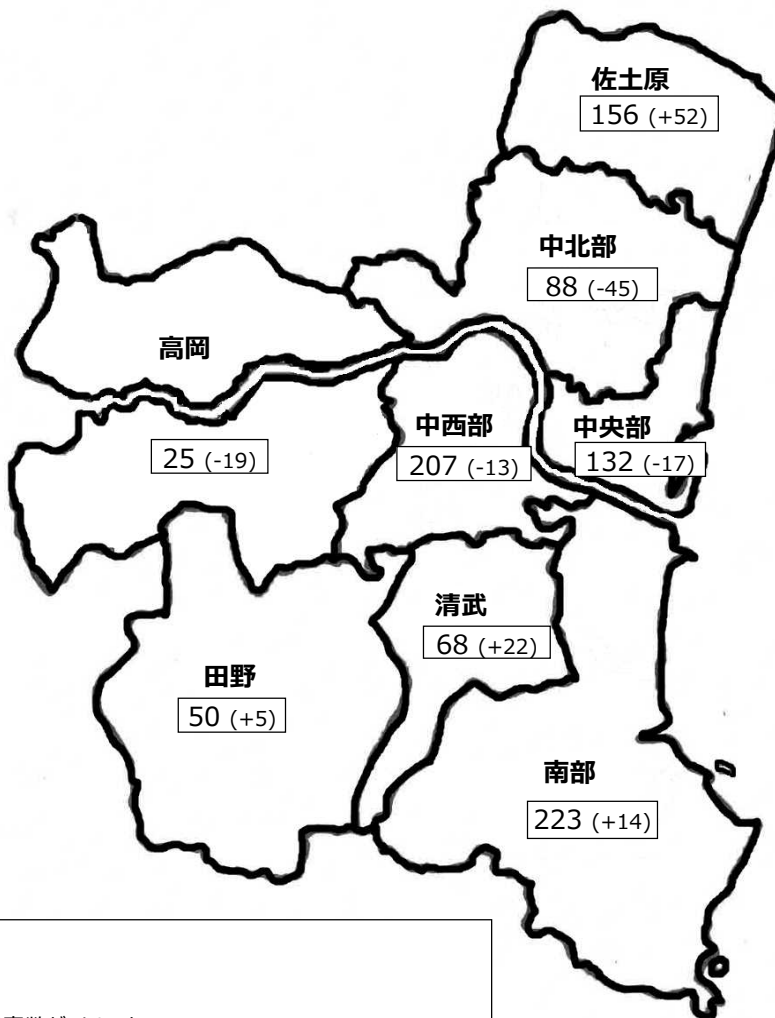 佐土原
156 (+52)
中北部
88 (-45)
高岡
25 (-19)
中西部
207 (-13)
中央部
132 (-17)
清武
68 (+22)
田野
50 (+5)
南部
223 (+14)